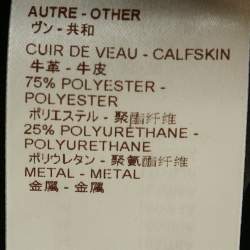 AUTRE - OTHER
ヴン - 共和
CUIR DE VEAU - CALFSKIN
牛革 - 牛皮
75% POLYESTER -
POLYESTER
ポリエステル - 聚酯纤维
25% POLYURETHANE -
POLYURETHANE
ポリウレタン - 聚氨酯纤维
METAL - METAL
金属 - 金属